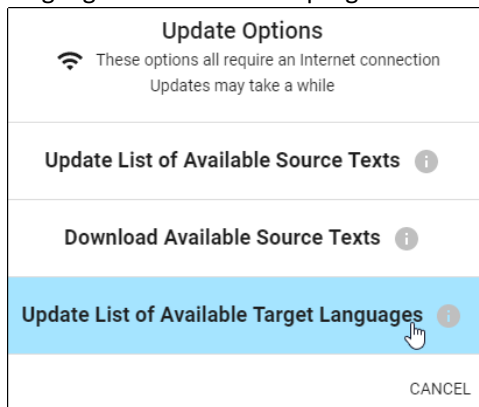 Update Options
These options all require an Internet connection
Updates may take a while
Update List of Available Source Texts
Download Available Source Texts
Update List of Available Target Languages
CANCEL